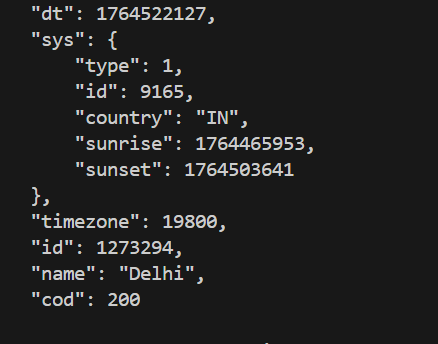 "dt": 1764522127,
"sys": {
"type": 1,
"id": 9165,
"country": "IN",
"sunrise": 1764465953,
"sunset": 1764503641
},
"timezone": 19800,
"id": 1273294,
"name": "Delhi",
"cod": 200